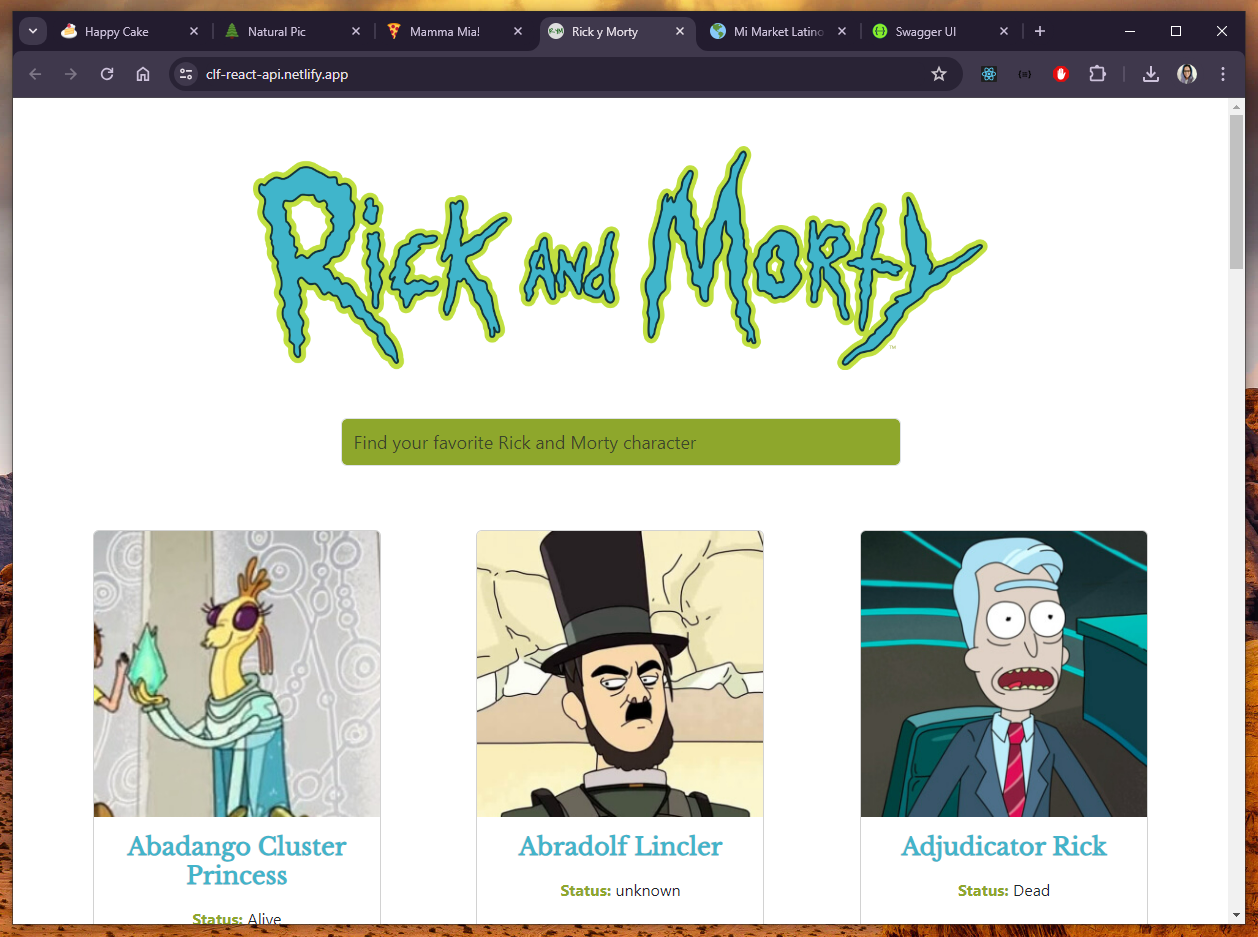 Happy Cake
Natural Pic
Mamma Mia!
Rick y Morty
Mi Market Latino
Swagger UI
clf-react-api.netlify.app
Rick and Morty
™
Find your favorite Rick and Morty character
Abadango Cluster
Princess
Status: Alive
Abradolf Lincler
Status: unknown
Adjudicator Rick
Status: Dead